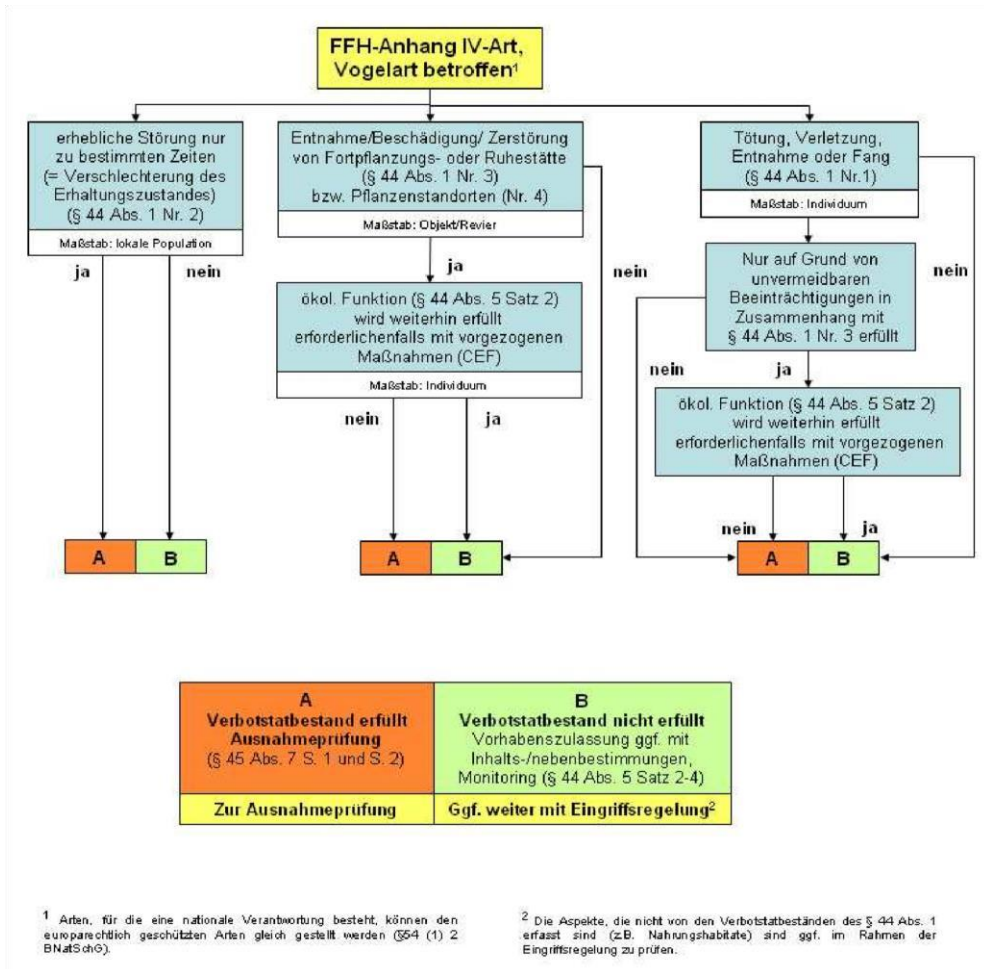 FFH-Anhang IV-Art,
Vogelart betroffen¹
erhebliche Störung nur
zu bestimmten Zeiten
(= Verschlechterung des
Erhaltungszustandes)
(§ 44 Abs. 1 Nr. 2)
Maßstab: lokale Population
ja
nein
A
B
Entnahme/Beschädigung/ Zerstörung
von Fortpflanzungs- oder Ruhestätte
(§ 44 Abs. 1 Nr. 3)
bzw. Pflanzenstandorten (Nr. 4)
Maßstab: Objekt/Revier
ja
nein
ökol. Funktion (§ 44 Abs. 5 Satz 2)
wird weiterhin erfüllt
erforderlichenfalls mit vorgezogenen
Maßnahmen (CEF)
Maßstab: Individuum
nein
ja
A
B
Tötung, Verletzung,
Entnahme oder Fang
(§ 44 Abs. 1 Nr.1)
Maßstab: Individuum
nein
Nur auf Grund von
unvermeidbaren
Beeinträchtigungen in
Zusammenhang mit
§ 44 Abs. 1 Nr. 3 erfüllt
nein
ja
ökol. Funktion (§ 44 Abs. 5 Satz 2)
wird weiterhin erfüllt
erforderlichenfalls mit vorgezogenen
Maßnahmen (CEF)
nein
ja
A
B
A
Verbotstatbestand erfüllt
Ausnahmeprüfung
(§ 45 Abs. 7 S. 1 und S. 2)
Zur Ausnahmeprüfung
B
Verbotstatbestand nicht erfüllt
Vorhabenszulassung ggf. mit
Inhalts-/nebenbestimmungen,
Monitoring (§ 44 Abs. 5 Satz 2-4)
Ggf. weiter mit Eingriffsregelung²
¹ Arten, für die eine nationale Verantwortung besteht, können den
europarechtlich geschützten Arten gleich gestellt werden (§54 (1) 2
BNatSchG).
² Die Aspekte, die nicht von den Verbotstatbeständen des § 44 Abs. 1
erfasst sind (z.B. Nahrungshabitate) sind ggf. im Rahmen der
Eingriffsregelung zu prüfen.